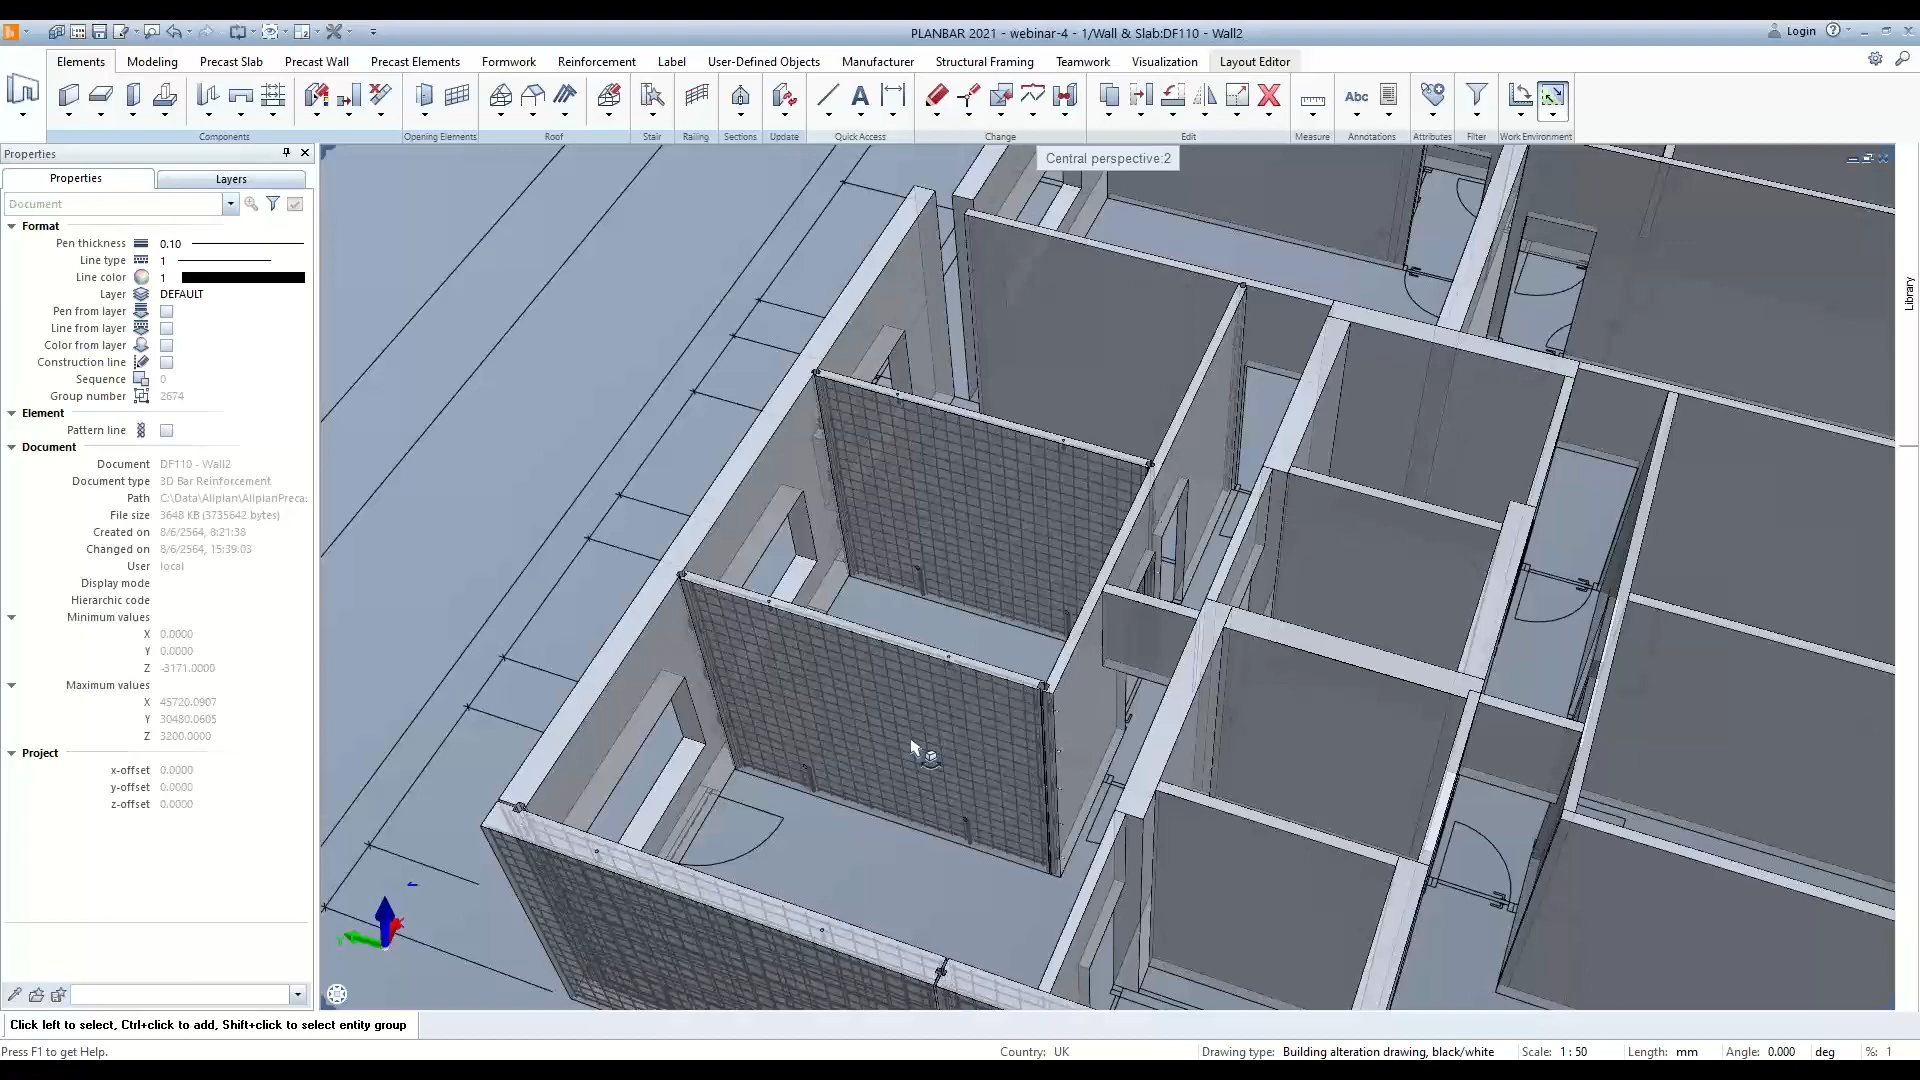 PLANBAR 2021 - webinar-4 - 1/Wall & Slab:DF110 - Wall2
Login
Elements Modeling Precast Slab Precast Wall Precast Elements Formwork Reinforcement Label User-Defined Objects Manufacturer Structural Framing Teamwork Visualization Layout Editor
Abc
Components Opening Elements Roof Stair Railing Sections Update Quick Access Change Edit Measure Annotations Attributes Filter Work Environment
Properties
Properties Layers
Document
Format
Pen thickness 0.10
Line type 1
Line color 1
Layer DEFAULT
Pen from layer
Line from layer
Color from layer
Construction line
Sequence 0
Group number 2674
Element
Pattern line
Document
Document DF110 - Wall2
Document type 3D Bar Reinforcement
Path C:\Data\Allplan\AllplanPreca:
File size 3648 KB (3735642 bytes)
Created on 8/6/2564, 8:21:38
Changed on 8/6/2564, 15:39:03
User local
Display mode
Hierarchic code
Minimum values
X 0.0000
Y 0.0000
Z -3171.0000
Maximum values
X 45720.0907
Y 30480.0605
Z 3200.0000
Project
x-offset 0.0000
y-offset 0.0000
z-offset 0.0000
Central perspective:2
Library
Click left to select, Ctrl+click to add, Shift+click to select entity group
Press F1 to get Help.
Country: UK
Drawing type: Building alteration drawing, black/white
Scale: 1 : 50
Length: mm
Angle: 0.000 deg
%: 1